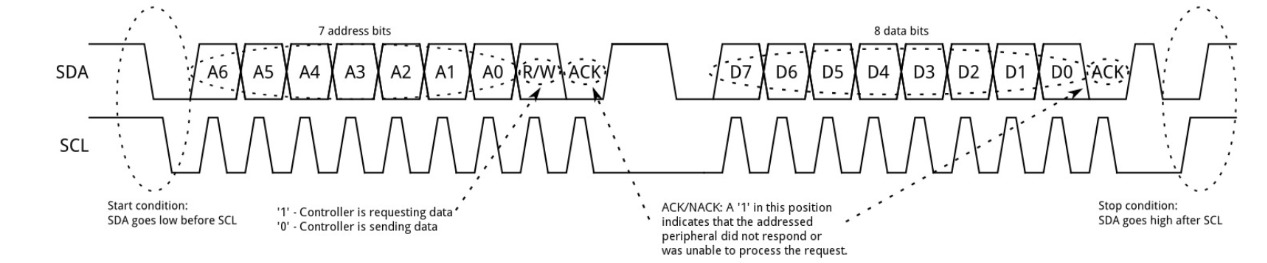 7 address bits
8 data bits
SDA
A6 A5 A4 A3 A2 A1 A0 R/W ACK
D7 D6 D5 D4 D3 D2 D1 D0 ACK
SCL
Start condition:
SDA goes low before SCL
'1' - Controller is requesting data
'0' - Controller is sending data
ACK/NACK: A '1' in this position
indicates that the addressed
peripheral did not respond or
was unable to process the request.
Stop condition:
SDA goes high after SCL